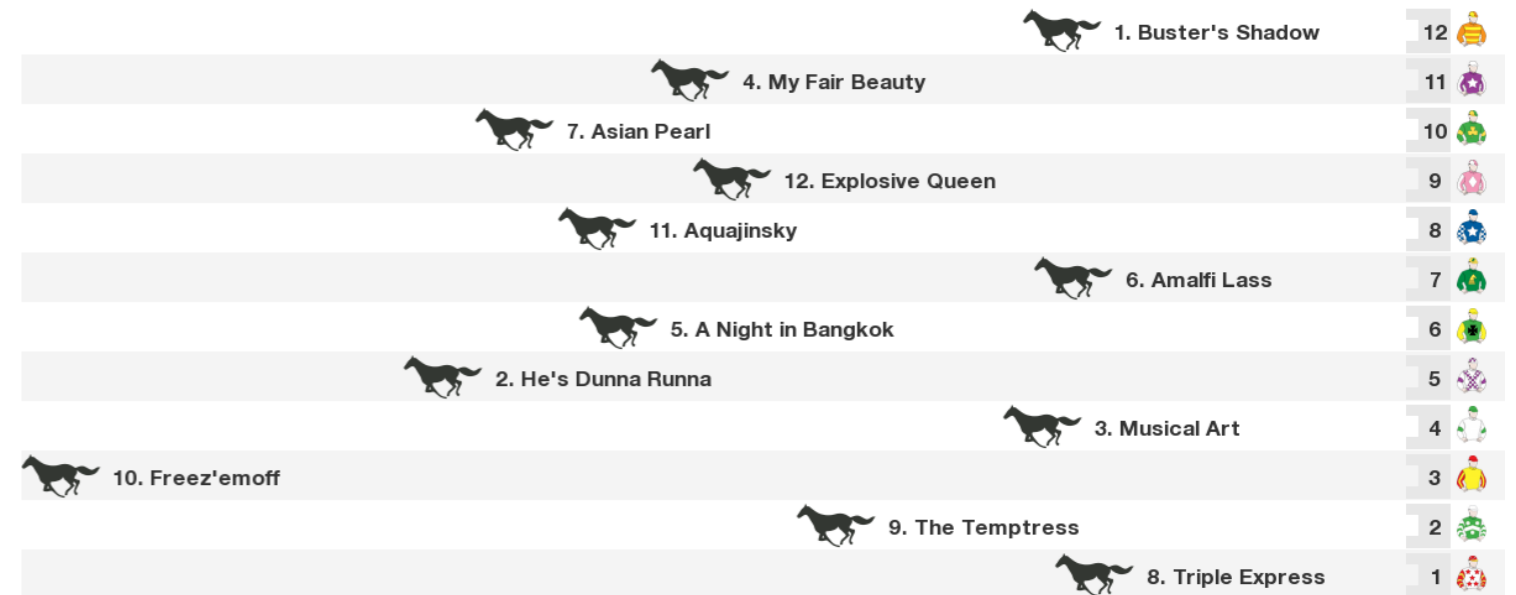 1. Buster's Shadow 12
4. My Fair Beauty 11
7. Asian Pearl 10
12. Explosive Queen 9
11. Aquajinsky 8
6. Amalfi Lass 7
5. A Night in Bangkok 6
2. He's Dunna Runna 5
3. Musical Art 4
10. Freez'emoff 3
9. The Temptress 2
8. Triple Express 1